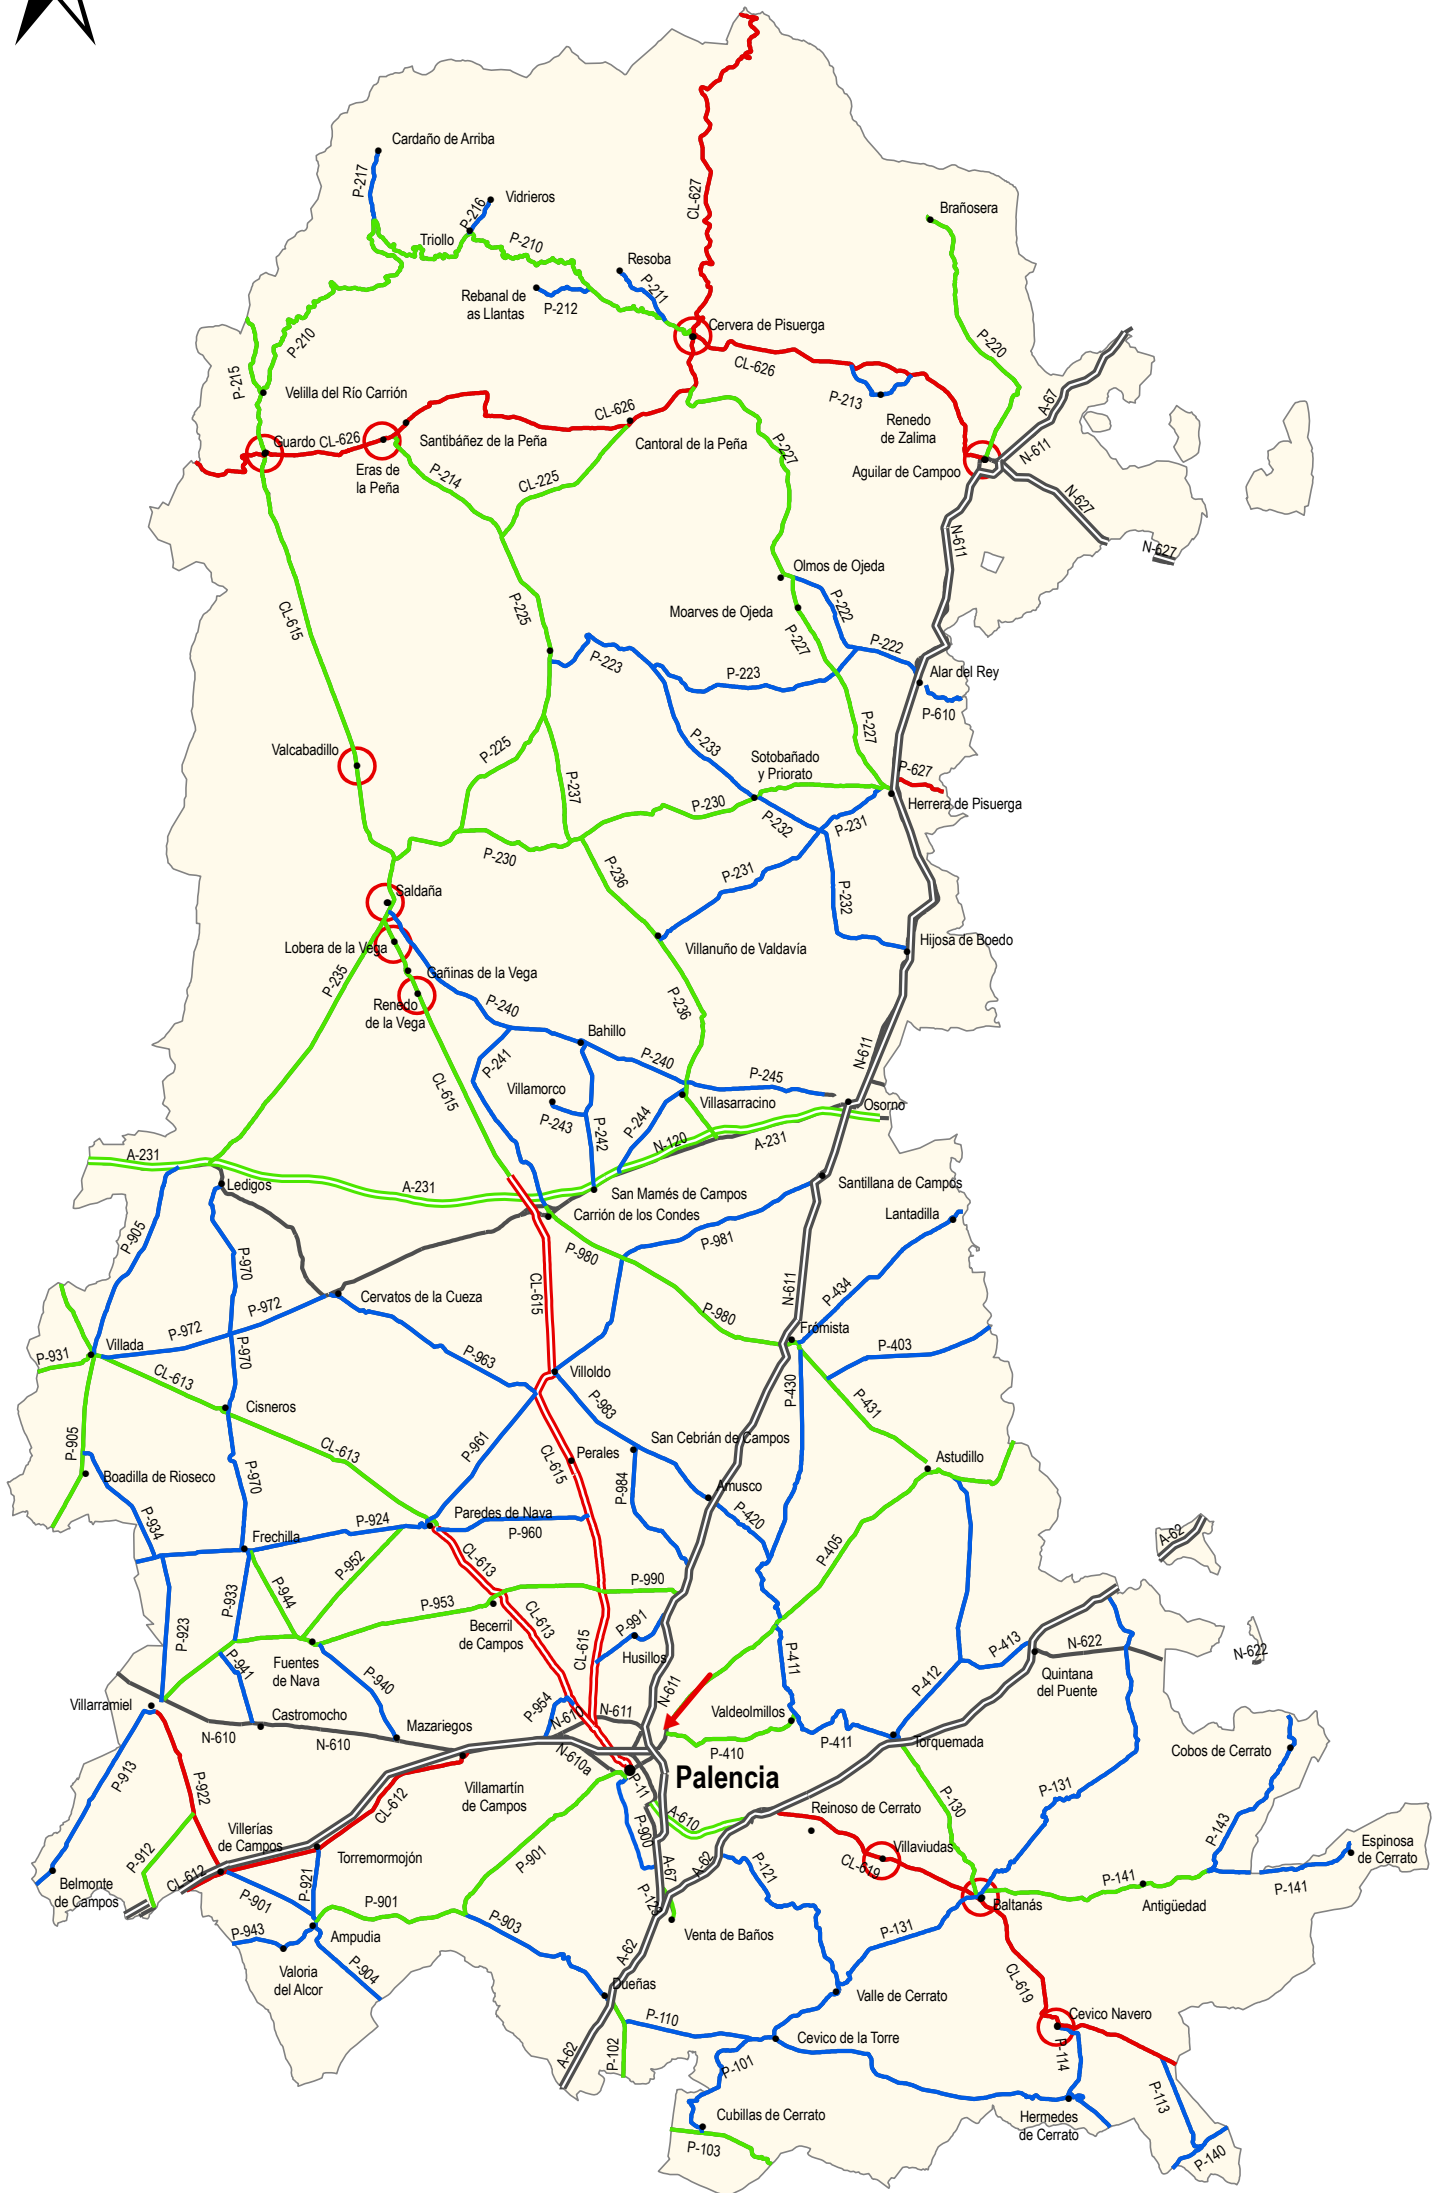 Cardaño de Arriba
P-217
Vidrieros
P-216
Triollo
P-210
CL-627
Brañosera
Resoba
P-211
Rebanal de
as Llantas
P-212
P-210
Cervera de Pisuerga
CL-626
P-220
A-67
P-215
Velilla del Río Carrión
P-213
Renedo
de Zalima
CL-626
Guardo CL-626
Santibáñez de la Peña
Cantoral de la Peña
P-227
Aguilar de Campoo
N-611
Eras de
la Peña
P-214
CL-225
N-627
N-611
N-627
CL-615
P-225
Olmos de Ojeda
Moarves de Ojeda
P-222
P-227
P-222
P-223
P-223
Alar del Rey
P-610
Valcabadillo
P-225
P-233
P-227
Sotobañado
y Priorato
P-627
P-237
P-230
Herrera de Pisuerga
P-232
P-231
P-230
P-236
P-231
P-232
Saldaña
Lobera de la Vega
Villanuño de Valdavía
Hijosa de Boedo
P-235
Gañinas de la Vega
Renedo
de la Vega
P-240
P-236
Bahillo
P-241
P-240
P-245
N-611
CL-615
Villamorco
P-243
P-242
P-244
Villasarracino
Osorno
N-120
A-231
A-231
A-231
Ledigos
San Mamés de Campos
Santillana de Campos
Carrión de los Condes
Lantadilla
P-905
P-970
P-980
P-981
CL-615
P-434
N-611
Cervatos de la Cueza
P-972
P-972
P-980
Frómista
P-403
Villada
P-931
P-970
P-963
CL-613
Villoldo
P-430
P-431
Cisneros
P-983
P-905
CL-613
P-961
San Cebrián de Campos
CL-615
Perales
Astudillo
Boadilla de Rioseco
P-970
P-984
Amusco
P-934
P-924
Paredes de Nava
P-960
P-420
A-62
Frechilla
P-952
CL-613
P-405
P-944
P-933
P-953
P-990
P-923
Becerril
de Campos
CL-613
P-991
CL-615
Husillos
P-411
P-413
N-622
N-622
Fuentes
de Nava
P-941
P-940
Quintana
del Puente
P-412
N-611
Villarramiel
Castromocho
P-954
N-610
N-611
Valdeolmillos
Mazariegos
N-610
N-610
P-410
P-411
Torquemada
Cobos de Cerrato
N-610a
P-11
Palencia
P-913
P-922
CL-612
Villamartín
de Campos
P-131
P-130
Villerías
de Campos
P-900
A-610
Reinoso de Cerrato
P-143
P-912
Torremormojón
P-901
Villaviudas
Espinosa
de Cerrato
CL-612
P-921
A-67
A-62
P-121
CL-619
P-141
P-141
Belmonte
de Campos
P-901
P-901
P-129
Baltanás
Antigüedad
P-943
Ampudia
P-903
Venta de Baños
P-131
Valoria
del Alcor
P-904
A-62
Dueñas
Valle de Cerrato
CL-619
Cevico Navero
P-110
Cevico de la Torre
A-62
P-102
P-101
P-114
P-113
Cubillas de Cerrato
Hermedes
de Cerrato
P-103
P-140